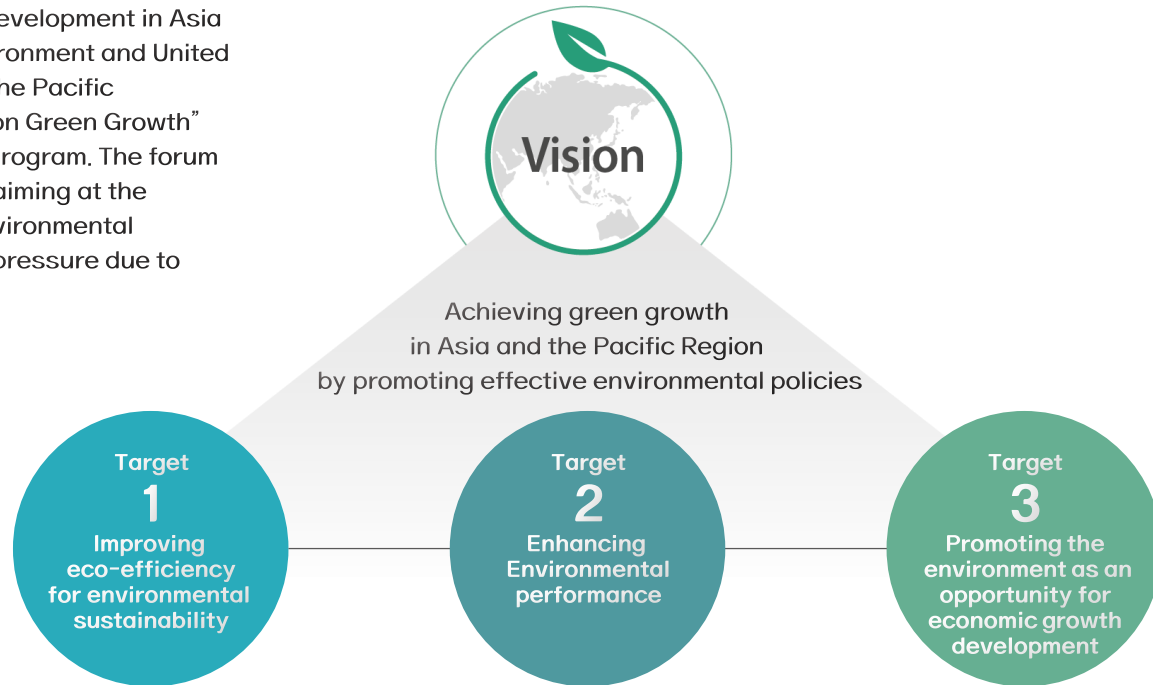 evelopment in Asia
ronment and United
he Pacific
on Green Growth”
rogram. The forum
aiming at the
vironmental
pressure due to
Vision
Achieving green growth
in Asia and the Pacific Region
by promoting effective environmental policies
Target
1
Improving
eco-efficiency
for environmental
sustainability
Target
2
Enhancing
Environmental
performance
Target
3
Promoting the
environment as an
opportunity for
economic growth
development